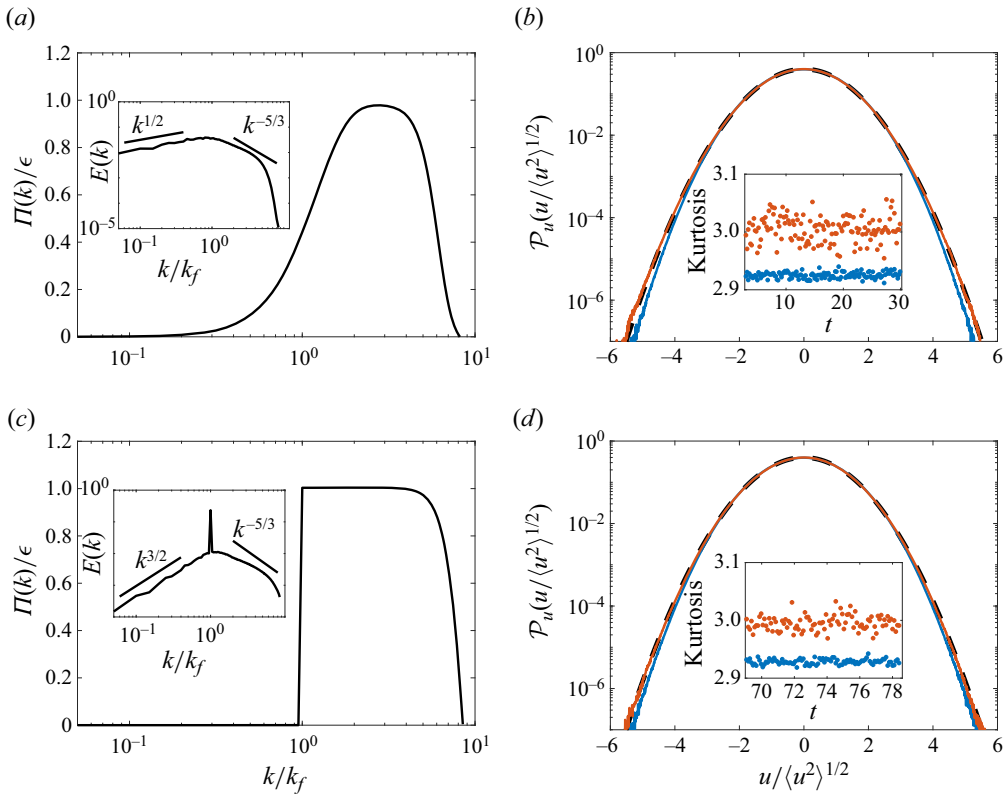 (a)
1.2
1.0
0.8
0.6
0.4
0.2
0
Π(k)/ϵ
10^0
10^-5
E(k)
k^1/2
k^-5/3
10^-1
10^0
k/k_f
10^-1
10^0
10^1
(b)
10^0
10^-2
10^-4
10^-6
P_u(u/⟨u^2⟩^1/2)
3.1
3.0
2.9
Kurtosis
10
20
30
t
−6
−4
−2
0
2
4
6
(c)
1.2
1.0
0.8
0.6
0.4
0.2
0
Π(k)/ϵ
10^0
E(k)
k^3/2
k^-5/3
10^-1
10^0
k/k_f
10^-1
10^0
10^1
k/k_f
(d)
10^0
10^-2
10^-4
10^-6
P_u(u/⟨u^2⟩^1/2)
3.1
3.0
2.9
Kurtosis
70
72
74
76
78
t
−6
−4
−2
0
2
4
6
u/⟨u^2⟩^1/2